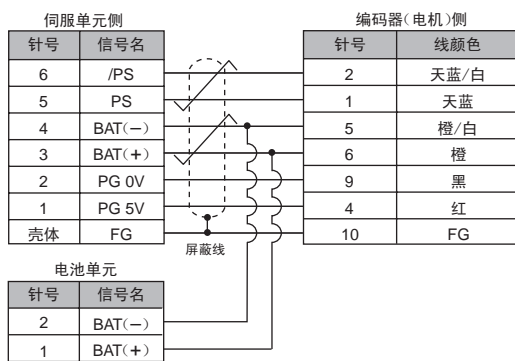 伺服单元侧 编码器(电机)侧
针号 信号名 针号 线颜色
6 /PS 2 天蓝/白
5 PS 1 天蓝
4 BAT(−) 5 橙/白
3 BAT(+) 6 橙
2 PG 0V 9 黑
1 PG 5V 4 红
壳体 FG 10 FG
屏蔽线
电池单元
针号 信号名
2 BAT(−)
1 BAT(+)